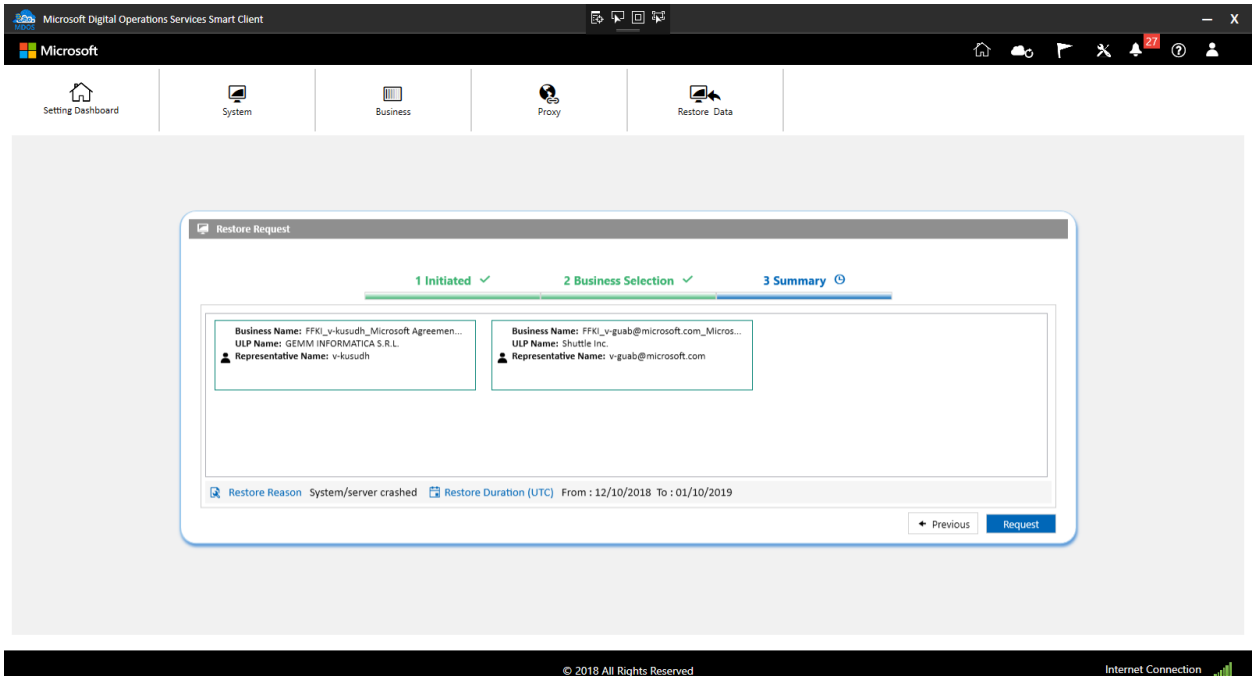 MDOS
Microsoft Digital Operations Services Smart Client
X
Microsoft
27
Setting Dashboard
System
Business
Proxy
Restore Data
Restore Request
1 Initiated
2 Business Selection
3 Summary
Business Name: FFKI_v-kusudh_Microsoft Agreemen...
ULP Name: GEMM INFORMATICA S.R.L.
Representative Name: v-kusudh
Business Name: FFKI_v-guab@microsoft.com_Micros...
ULP Name: Shuttle Inc.
Representative Name: v-guab@microsoft.com
Restore Reason System/server crashed Restore Duration (UTC) From : 12/10/2018 To : 01/10/2019
Previous
Request
© 2018 All Rights Reserved
Internet Connection